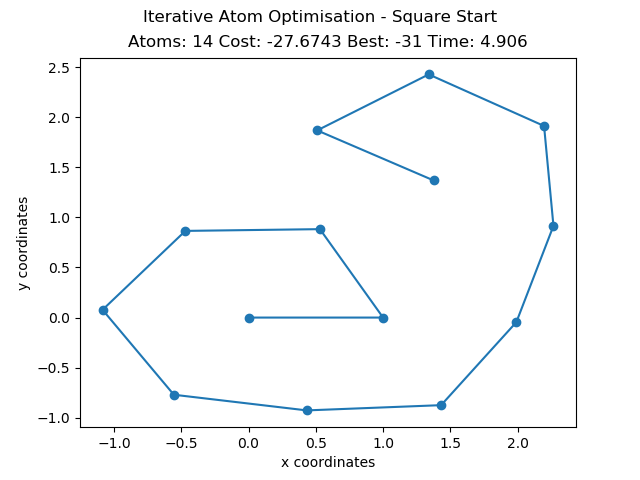 Iterative Atom Optimisation - Square Start
Atoms: 14 Cost: -27.6743 Best: -31 Time: 4.906
2.5
2.0
1.5
1.0
0.5
0.0
−0.5
−1.0
y coordinates
−1.0 −0.5 0.0 0.5 1.0 1.5 2.0
x coordinates